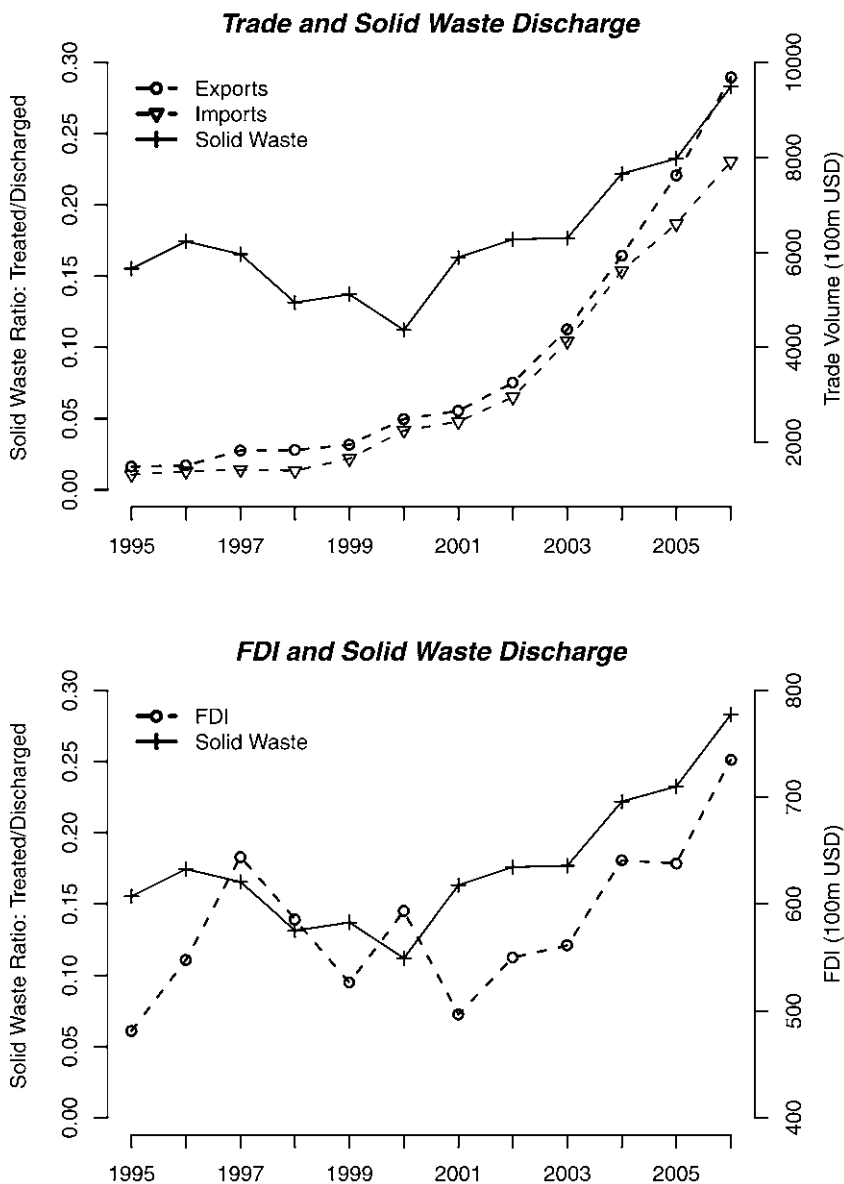 Trade and Solid Waste Discharge
Solid Waste Ratio: Treated/Discharged
0.30
0.25
0.20
0.15
0.10
0.05
0.00
Exports
Imports
Solid Waste
10000
8000
6000
4000
2000
Trade Volume (100m USD)
1995 1997 1999 2001 2003 2005
FDI and Solid Waste Discharge
Solid Waste Ratio: Treated/Discharged
0.30
0.25
0.20
0.15
0.10
0.05
0.00
FDI
Solid Waste
800
700
600
500
400
FDI (100m USD)
1995 1997 1999 2001 2003 2005